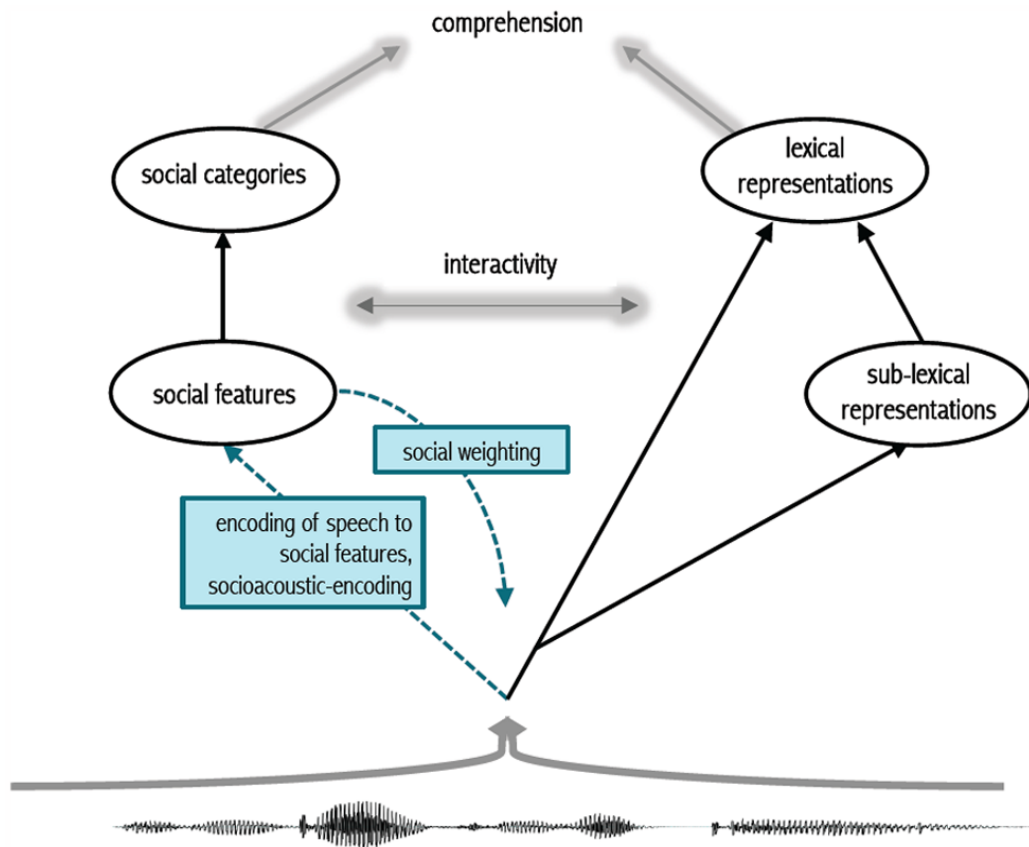 comprehension
social categories
lexical
representations
interactivity
social features
sub-lexical
representations
social weighting
encoding of speech to
social features,
socioacoustic-encoding